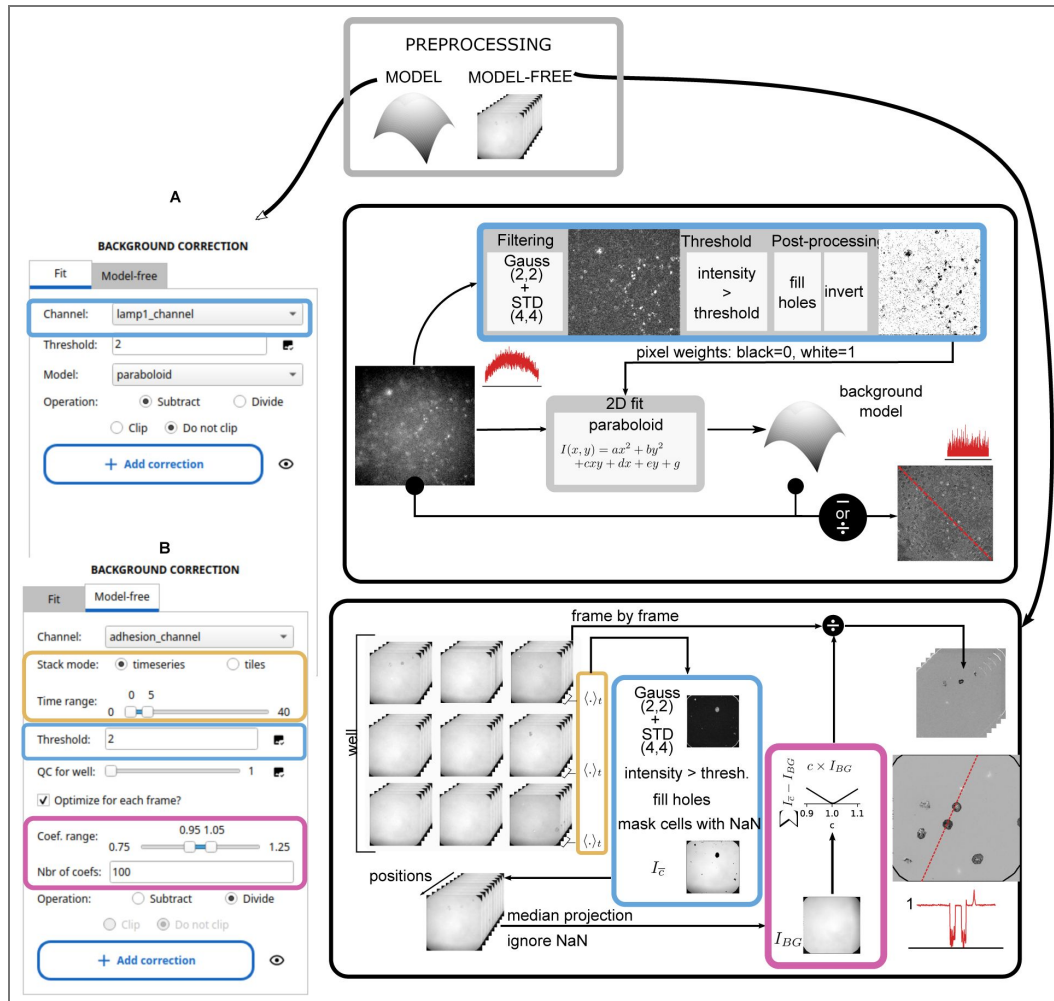 PREPROCESSING
MODEL MODEL-FREE
A
BACKGROUND CORRECTION
Fit Model-free
Channel: lamp1_channel
Threshold: 2
Model: paraboloid
Operation: Subtract Divide
Clip Do not clip
+ Add correction
Filtering
Gauss
(2,2)
+
STD
(4,4)
Threshold
intensity
>
threshold
Post-processing
fill
holes
invert
pixel weights: black=0, white=1
2D fit
paraboloid
I(x, y) = ax² + by²
+cxy + dx + ey + g
background
model
−
or
÷
B
BACKGROUND CORRECTION
Fit Model-free
Channel: adhesion_channel
Stack mode: timeseries tiles
Time range: 0 5
0 40
Threshold: 2
QC for well: 1
Optimize for each frame?
Coef. range: 0.95 1.05
0.75 1.25
Nbr of coefs: 100
Operation: Subtract Divide
Clip Do not clip
+ Add correction
frame by frame
÷
well
⟨.⟩t
⟨.⟩t
⟨.⟩t
Gauss
(2,2)
+
STD
(4,4)
intensity > thresh.
fill holes
mask cells with NaN
I_c̅
positions
median projection
ignore NaN
∑ I_c̅ − I_BG
c × I_BG
0.9 1.0 1.1
c
I_BG
1